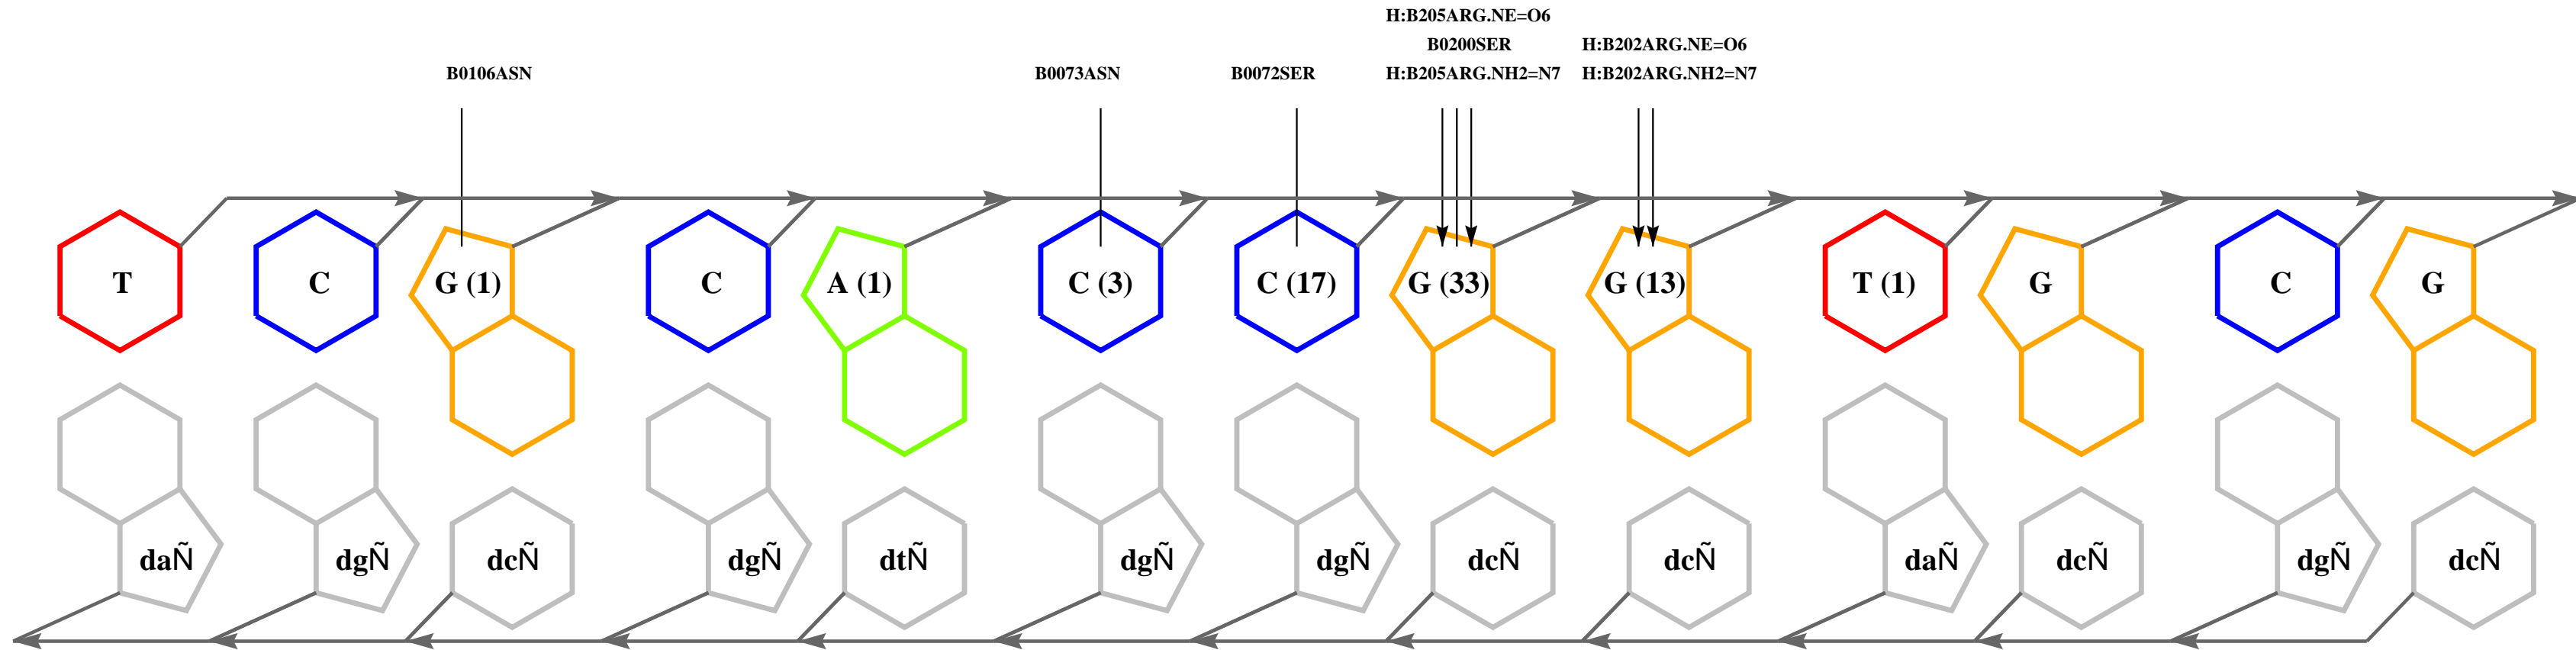 H:B205ARG.NE=O6
B0200SER H:B202ARG.NE=O6
B0106ASN B0073ASN B0072SER H:B205ARG.NH2=N7 H:B202ARG.NH2=N7
T C G (1) C A (1) C (3) C (17) G (33) G (13) T (1) G C G
daÑ dgÑ dcÑ dgÑ dtÑ dgÑ dgÑ dcÑ dcÑ daÑ dcÑ dgÑ dcÑ